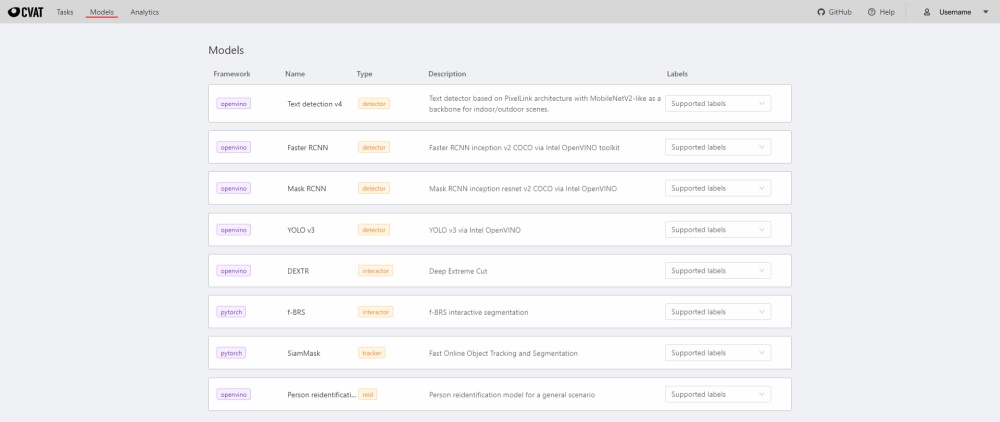 CVAT Tasks Models Analytics GitHub Help Username
Models
Framework Name Type Description Labels
openvino Text detection v4 detector Text detector based on PixelLink architecture with MobileNetV2-like as a backbone for indoor/outdoor scenes. Supported labels
openvino Faster RCNN detector Faster RCNN inception v2 COCO via Intel OpenVINO toolkit Supported labels
openvino Mask RCNN detector Mask RCNN inception resnet v2 COCO via Intel OpenVINO Supported labels
openvino YOLO v3 detector YOLO v3 via Intel OpenVINO Supported labels
openvino DEXTR interactor Deep Extreme Cut Supported labels
pytorch f-BRS interactor f-BRS interactive segmentation Supported labels
pytorch SiamMask tracker Fast Online Object Tracking and Segmentation Supported labels
openvino Person reidentificati... reid Person reidentification model for a general scenario Supported labels